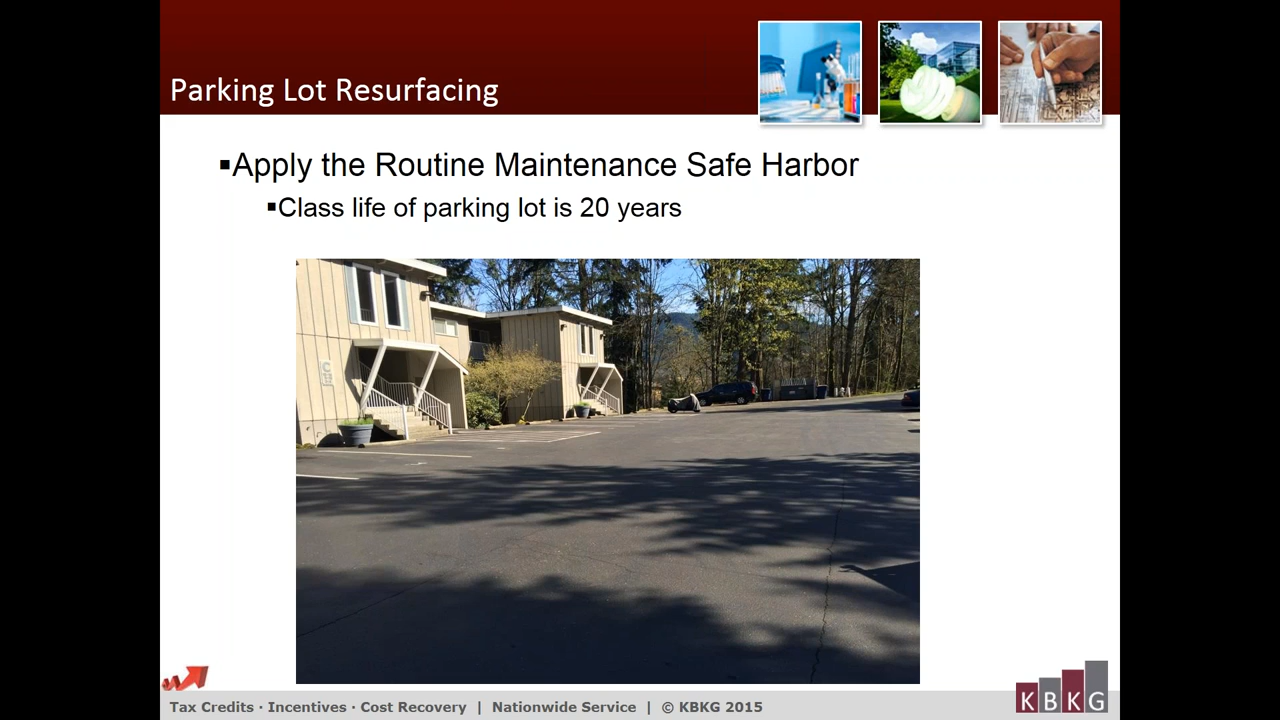 Parking Lot Resurfacing
▪Apply the Routine Maintenance Safe Harbor
▪Class life of parking lot is 20 years
Tax Credits · Incentives · Cost Recovery | Nationwide Service | © KBKG 2015
KBKG